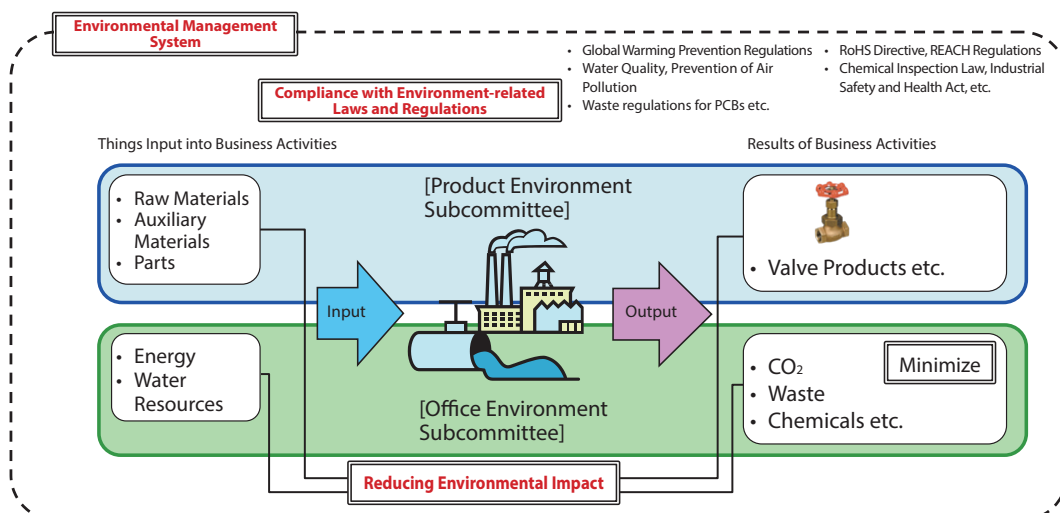 Environmental Management
System
• Global Warming Prevention Regulations
• Water Quality, Prevention of Air
Pollution
• Waste regulations for PCBs etc.
• RoHS Directive, REACH Regulations
• Chemical Inspection Law, Industrial
Safety and Health Act, etc.
Compliance with Environment-related
Laws and Regulations
Things Input into Business Activities
Results of Business Activities
• Raw Materials
• Auxiliary
Materials
• Parts
[Product Environment
Subcommittee]
• Valve Products etc.
Input
Output
• Energy
• Water
Resources
[Office Environment
Subcommittee]
• CO₂
• Waste
• Chemicals etc.
Minimize
Reducing Environmental Impact